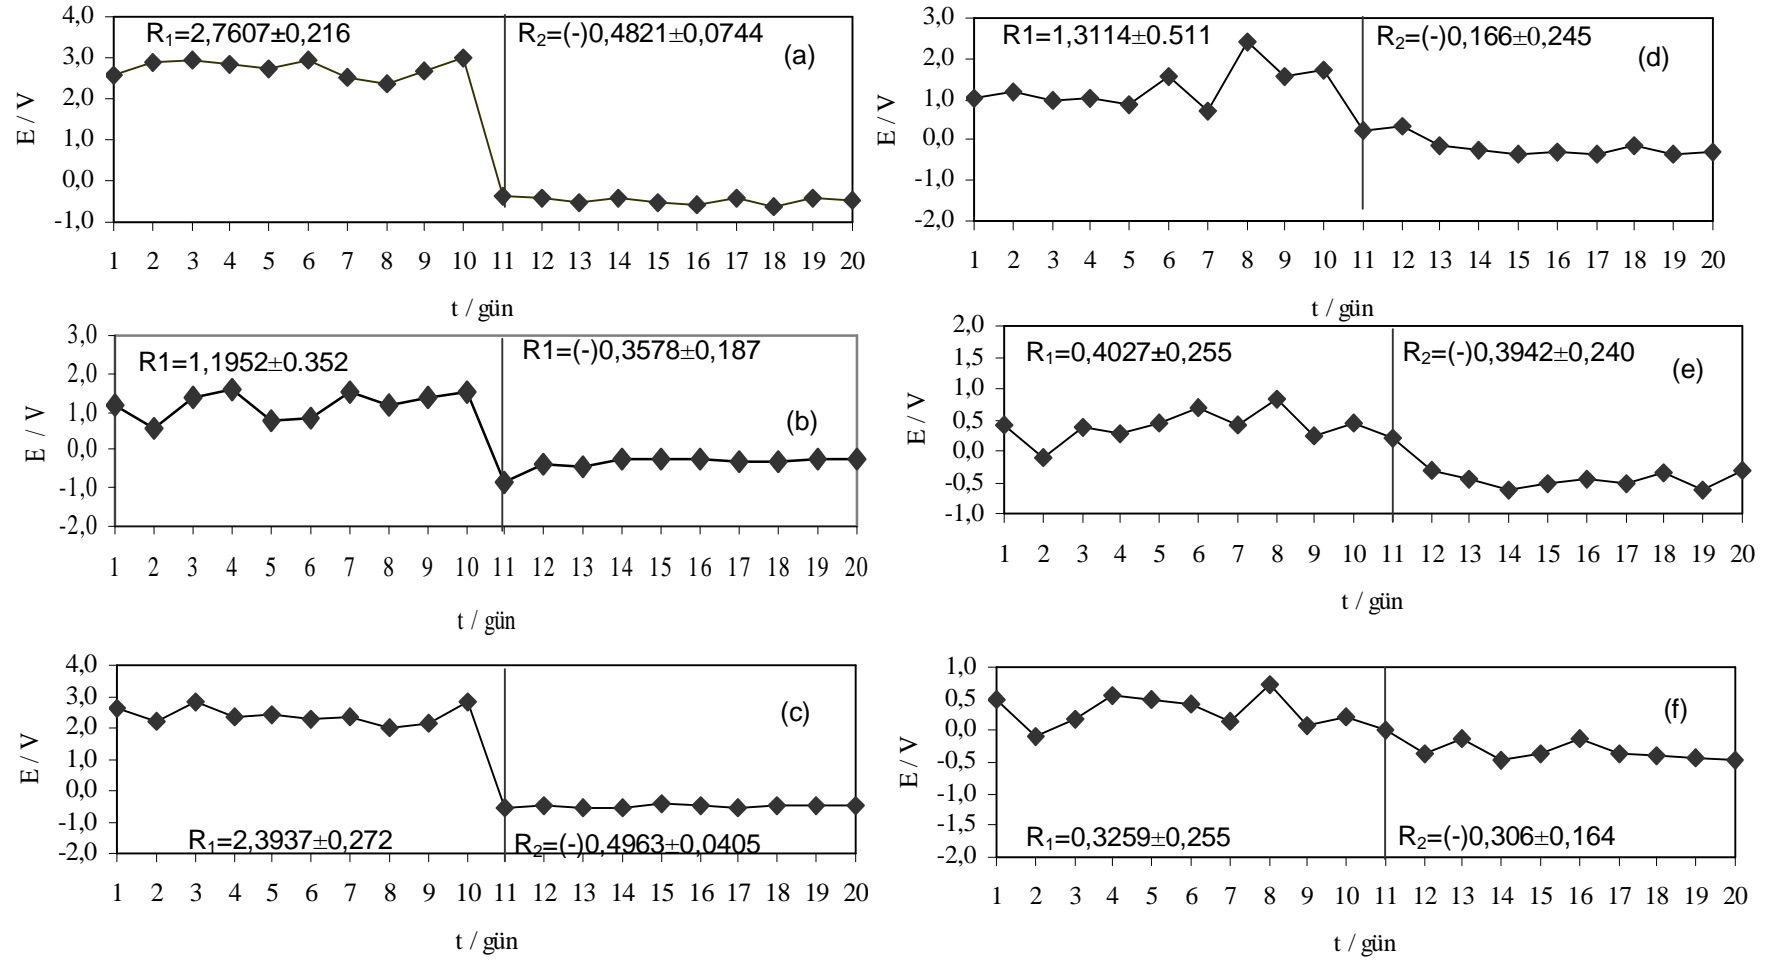 R1=2,7607±0,216
R2=(-)0,4821±0,0744
(a)
4,0
3,0
2,0
1,0
0,0
-1,0
E / V
1 2 3 4 5 6 7 8 9 10 11 12 13 14 15 16 17 18 19 20
t / gün
R1=1,1952±0.352
R1=(-)0,3578±0,187
(b)
3,0
2,0
1,0
0,0
-1,0
-2,0
E / V
1 2 3 4 5 6 7 8 9 10 11 12 13 14 15 16 17 18 19 20
t / gün
4,0
3,0
2,0
1,0
0,0
-1,0
-2,0
E / V
(c)
R1=2,3937±0,272
R2=(-)0,4963±0,0405
1 2 3 4 5 6 7 8 9 10 11 12 13 14 15 16 17 18 19 20
t / gün
R1=1,3114±0.511
R2=(-)0,166±0,245
(d)
3,0
2,0
1,0
0,0
-1,0
-2,0
E / V
1 2 3 4 5 6 7 8 9 10 11 12 13 14 15 16 17 18 19 20
t / gün
R1=0,4027±0,255
R2=(-)0,3942±0,240
(e)
2,0
1,5
1,0
0,5
0,0
-0,5
-1,0
E / V
1 2 3 4 5 6 7 8 9 10 11 12 13 14 15 16 17 18 19 20
t / gün
1,0
0,5
0,0
-0,5
-1,0
-1,5
-2,0
E / V
(f)
R1=0,3259±0,255
R2=(-)0,306±0,164
1 2 3 4 5 6 7 8 9 10 11 12 13 14 15 16 17 18 19 20
t / gün